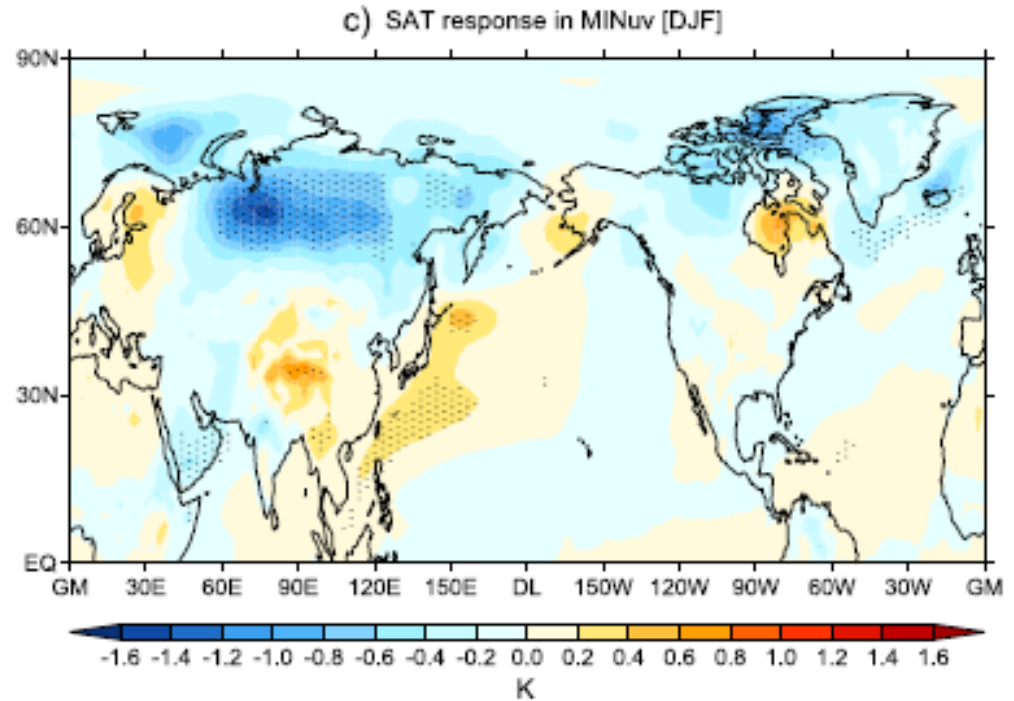 c) SAT response in MINuv [DJF]
90N
60N
30N
EQ
GM 30E 60E 90E 120E 150E DL 150W 120W 90W 60W 30W GM
-1.6 -1.4 -1.2 -1.0 -0.8 -0.6 -0.4 -0.2 0.0 0.2 0.4 0.6 0.8 1.0 1.2 1.4 1.6
K